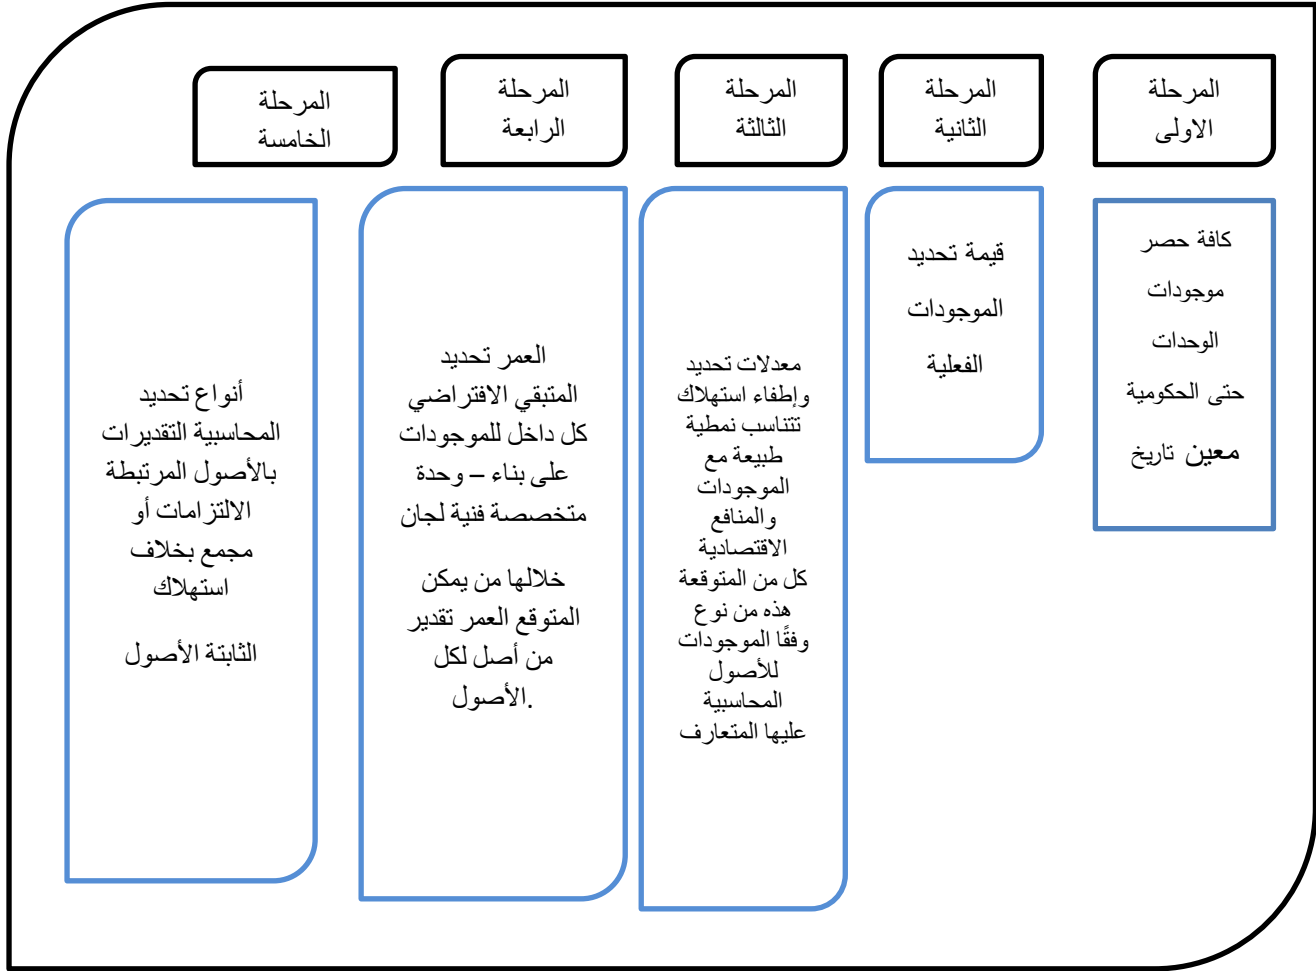 المرحلة
الاولى
المرحلة
الثانية
المرحلة
الثالثة
المرحلة
الرابعة
المرحلة
الخامسة
كافة حصر
موجودات
الوحدات
حتى الحكومية
معين تاريخ
قيمة تحديد
الموجودات
الفعلية
معدلات تحديد
وإطفاء استهلاك
تتناسب نمطية
طبيعة مع
الموجودات
والمنافع
الاقتصادية
كل من المتوقعة
هذه من نوع
وفقًا الموجودات
للأصول
المحاسبية
عليها المتعارف
العمر تحديد
المتبقي الافتراضي
كل داخل للموجودات
على بناء – وحدة
متخصصة فنية لجان
خلالها من يمكن
المتوقع العمر تقدير
من أصل لكل
.الأصول
أنواع تحديد
المحاسبية التقديرات
بالأصول المرتبطة
الالتزامات أو
مجمع بخلاف
استهلاك
الثابتة الأصول